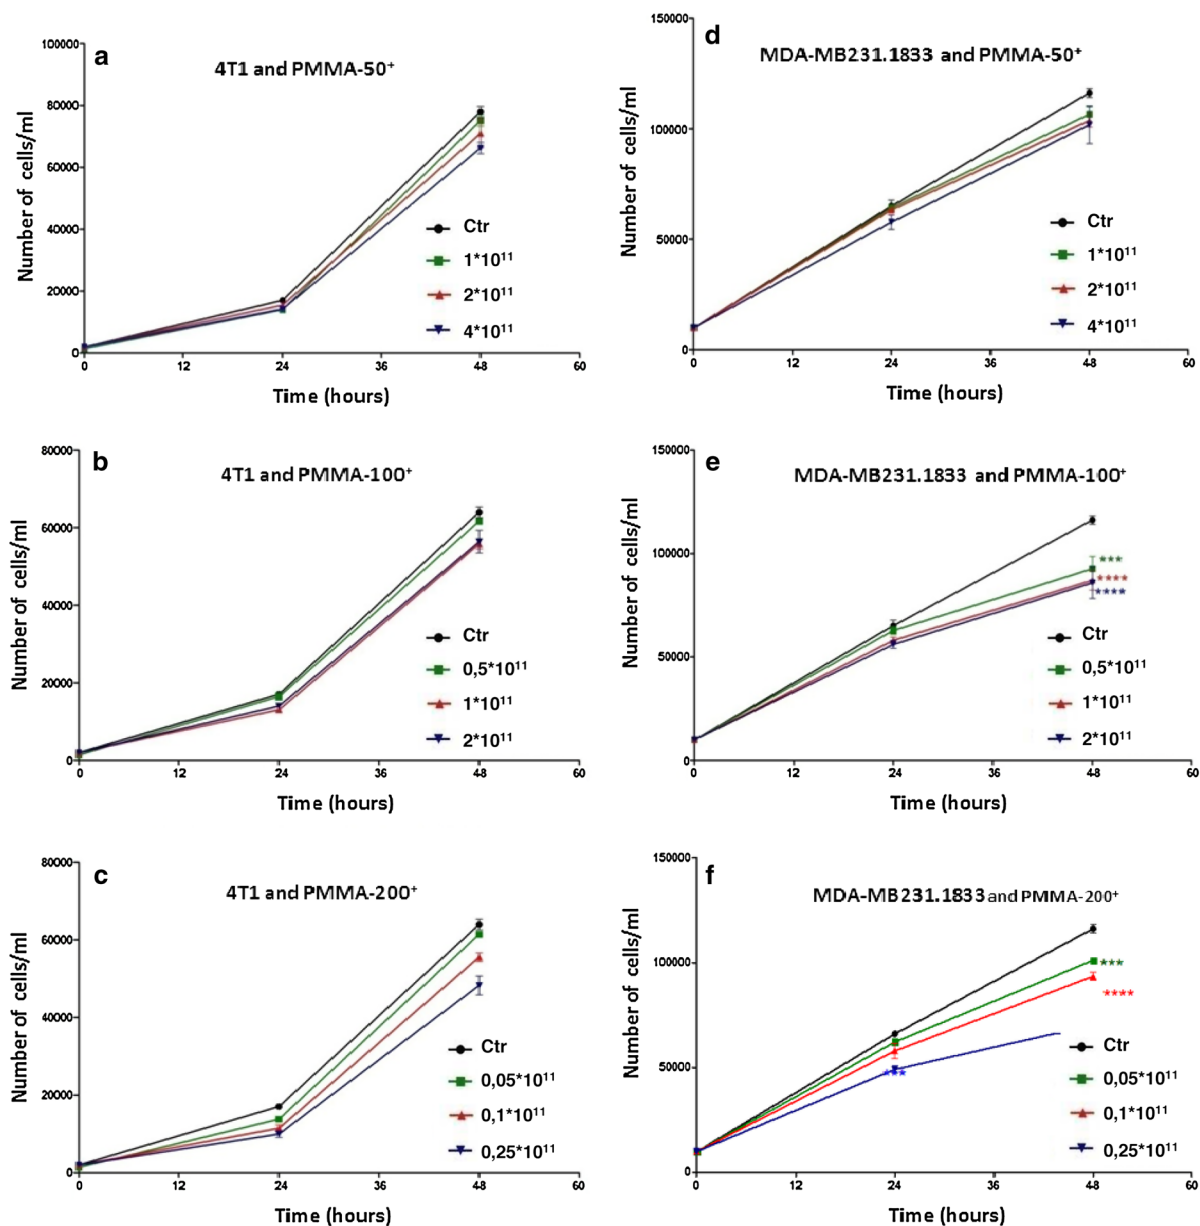 a
4T1 and PMMA-50⁺
100000
80000
60000
40000
20000
0
Number of cells/ml
Ctr
1*10¹¹
2*10¹¹
4*10¹¹
0 12 24 36 48 60
Time (hours)
d
MDA-MB231.1833 and PMMA-50⁺
150000
100000
50000
0
Number of cells/ml
Ctr
1*10¹¹
2*10¹¹
4*10¹¹
0 12 24 36 48 60
Time (hours)
b
4T1 and PMMA-100⁺
80000
60000
40000
20000
0
Number of cells/ml
Ctr
0,5*10¹¹
1*10¹¹
2*10¹¹
0 12 24 36 48 60
Time (hours)
e
MDA-MB231.1833 and PMMA-100⁺
150000
100000
50000
0
Number of cells/ml
***
****
****
Ctr
0,5*10¹¹
1*10¹¹
2*10¹¹
0 12 24 36 48 60
Time (hours)
c
4T1 and PMMA-200⁺
80000
60000
40000
20000
0
Number of cells/ml
Ctr
0,05*10¹¹
0,1*10¹¹
0,25*10¹¹
0 12 24 36 48 60
Time (hours)
f
MDA-MB231.1833 and PMMA-200⁺
150000
100000
50000
0
Number of cells/ml
***
****
***
Ctr
0,05*10¹¹
0,1*10¹¹
0,25*10¹¹
0 12 24 36 48 60
Time (hours)